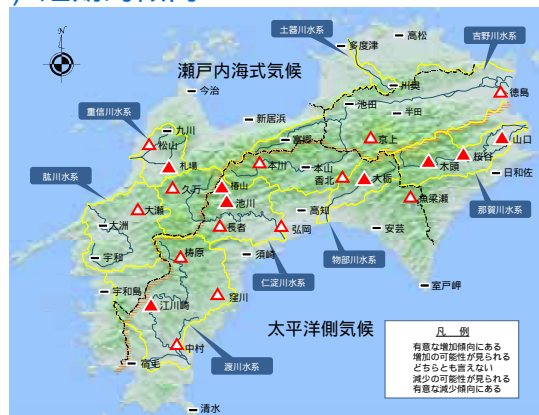 N
土器川水系
高松
吉野川水系
多度津
瀬戸内海式気候
今治
川奥
徳島
池田
半田
重信川水系
九川
松山
新居浜
富郷
京上
山口
札場
本川
本山
木頭
桜谷
日和佐
肱川水系
久万
椿山
香北
大栃
池川
大瀬
高知
魚梁瀬
那賀川水系
大洲
長者
弘岡
安芸
宇和
梼原
須崎
仁淀川水系
物部川水系
宇和島
窪川
室戸岬
江川崎
太平洋側気候
中村
渡川水系
宿毛
清水
凡 例
有意な増加傾向にある
増加の可能性が見られる
どちらとも言えない
減少の可能性が見られる
有意な減少傾向にある